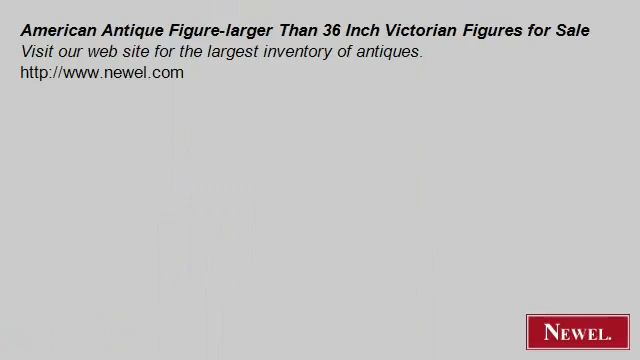 American Antique Figure-larger Than 36 Inch Victorian Figures for Sale
Visit our web site for the largest inventory of antiques.
http://www.newel.com
NEWEL.